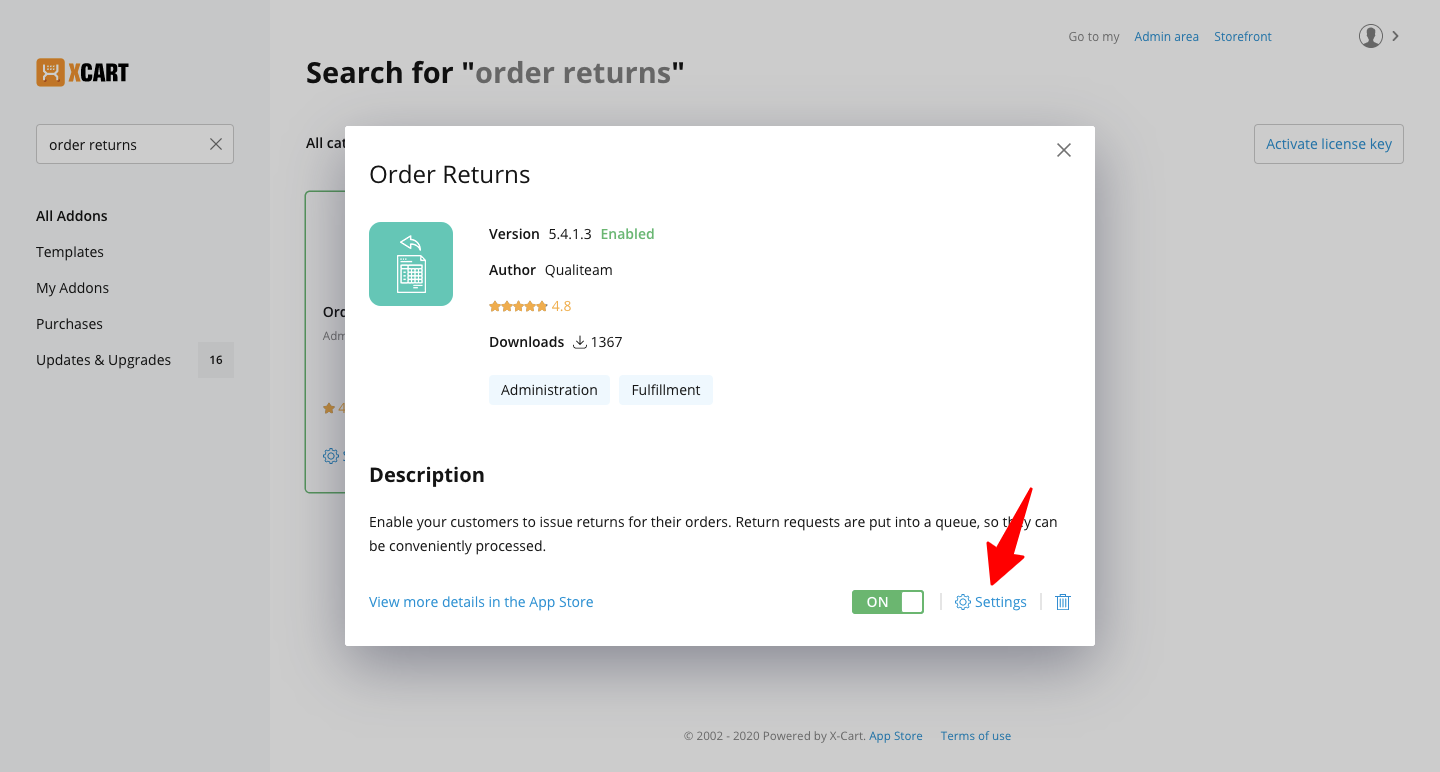 Go to my Admin area Storefront
XCART
Search for "order returns"
order returns
All cat
Activate license key
All Addons
Templates
My Addons
Purchases
Updates & Upgrades 16
Ord
Adm
4
S
Order Returns
Version 5.4.1.3 Enabled
Author Qualiteam
4.8
Downloads 1367
Administration Fulfillment
Description
Enable your customers to issue returns for their orders. Return requests are put into a queue, so they can
be conveniently processed.
View more details in the App Store ON Settings
© 2002 - 2020 Powered by X-Cart. App Store Terms of use